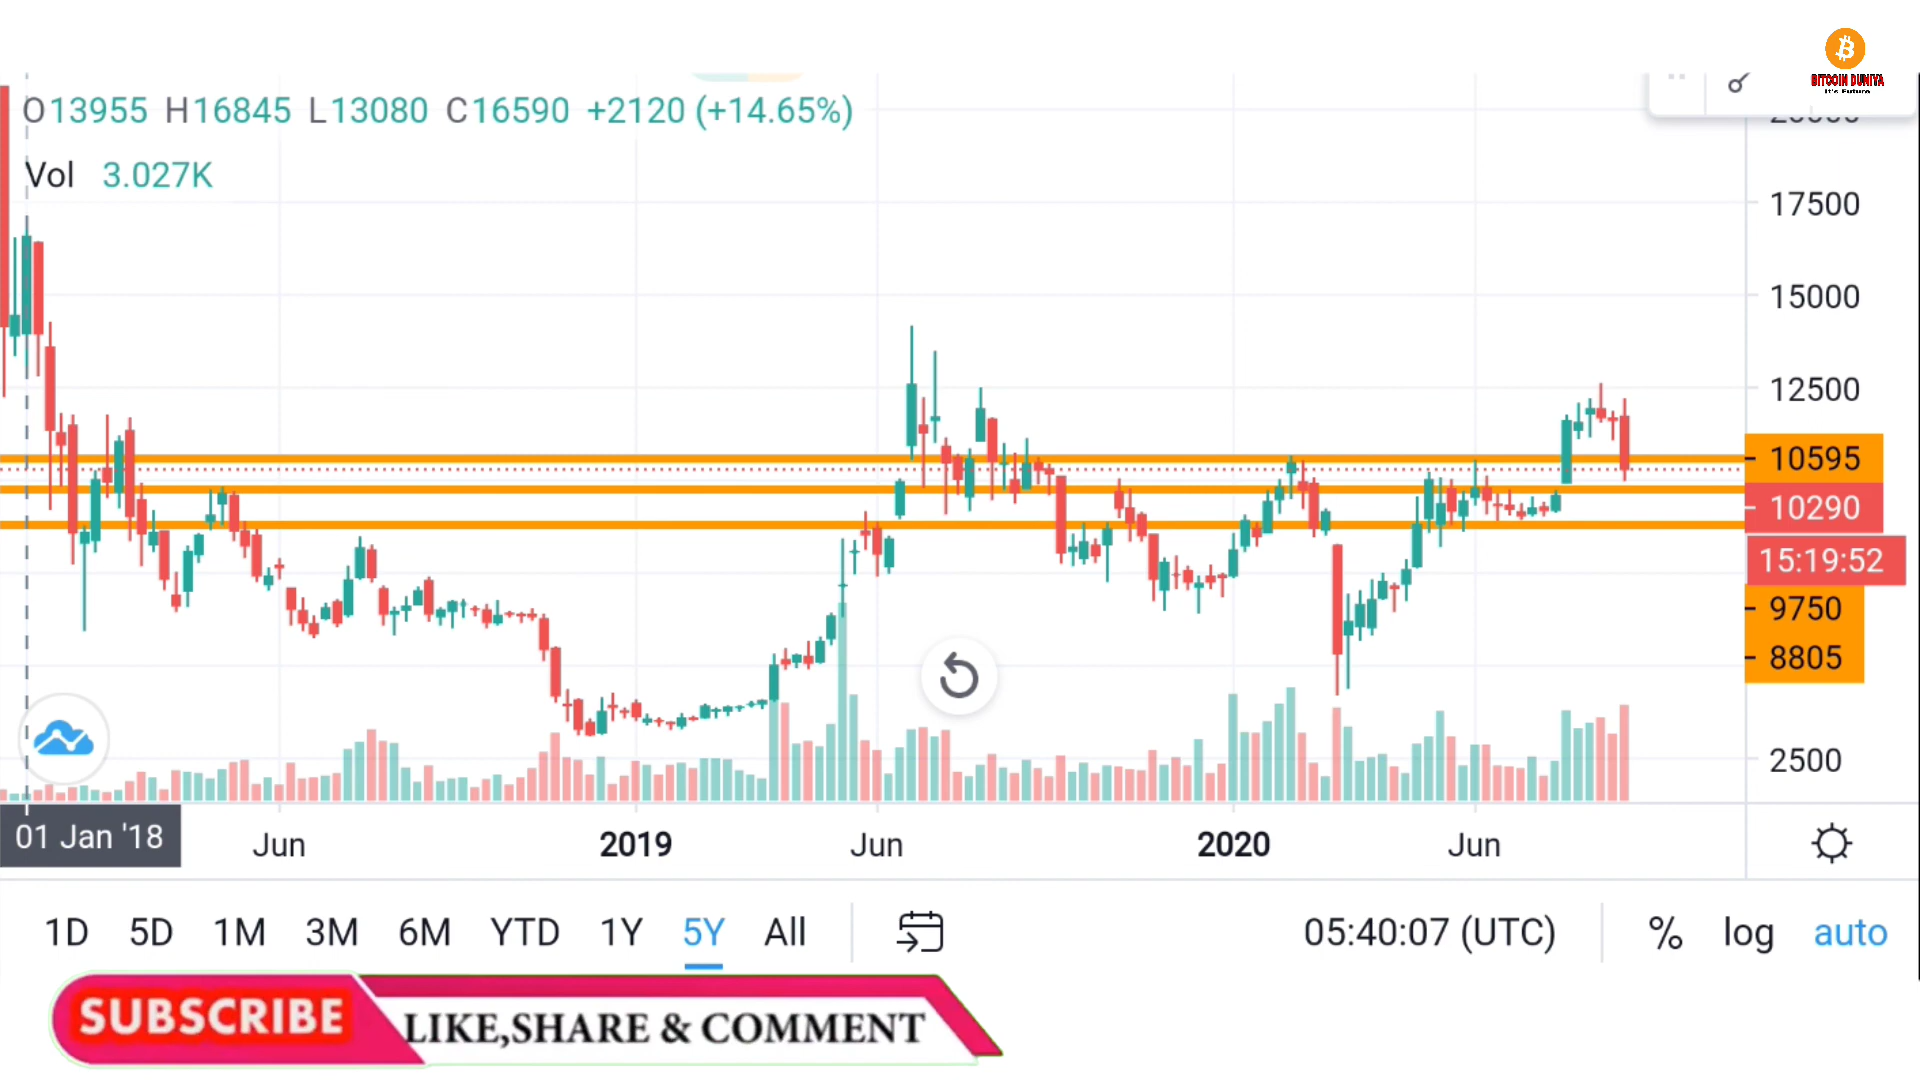 BITCOIN DUNIYA
It's Future
O13955 H16845 L13080 C16590 +2120 (+14.65%)
Vol 3.027K
17500
15000
12500
10595
10290
15:19:52
9750
8805
2500
01 Jan '18
Jun
2019
Jun
2020
Jun
1D 5D 1M 3M 6M YTD 1Y 5Y All
05:40:07 (UTC)
% log auto
SUBSCRIBE
LIKE,SHARE & COMMENT